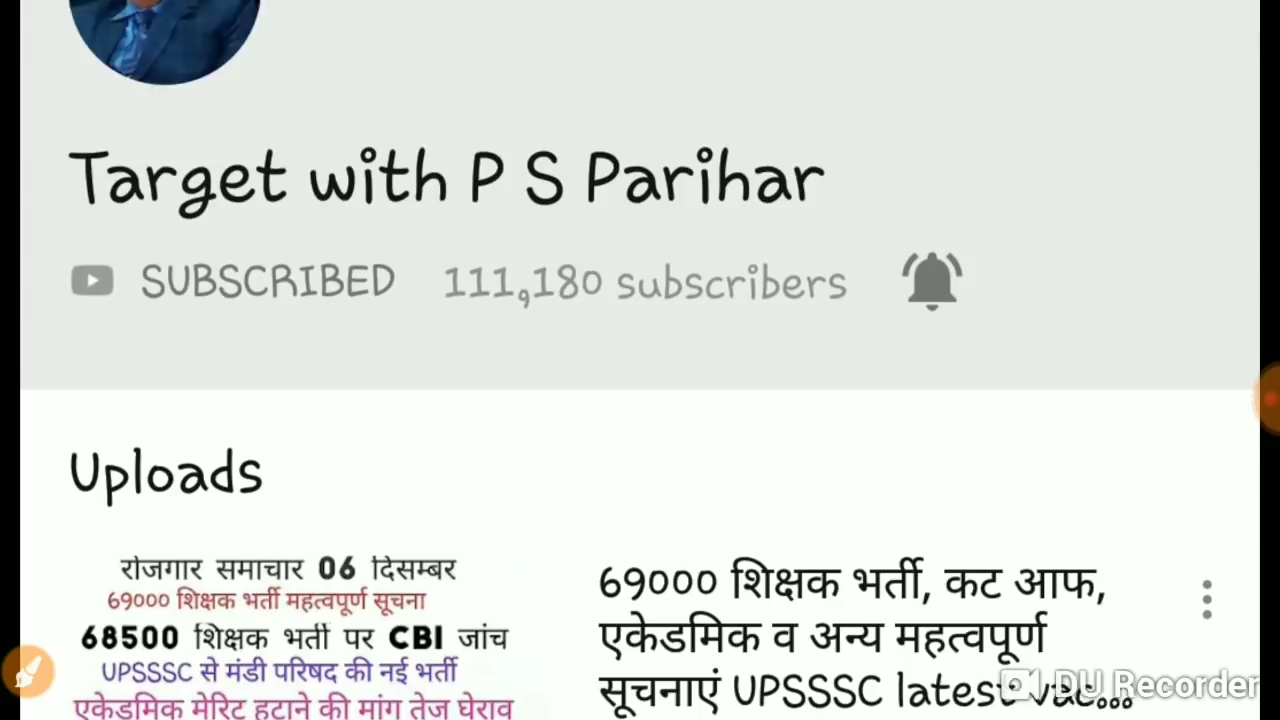 Target with P S Parihar
SUBSCRIBED 111,180 subscribers
Uploads
रोजगार समाचार 06 दिसम्बर
69000 शिक्षक भर्ती महत्वपूर्ण सूचना
68500 शिक्षक भर्ती पर CBI जांच
UPSSSC से मंडी परिषद की नई भर्ती
एकेडमिक मेरिट हटाने की मांग तेज घेराव
69000 शिक्षक भर्ती, कट आफ,
एकेडमिक व अन्य महत्वपूर्ण
सूचनाएं UPSSSC latest vac...
DU Recorder